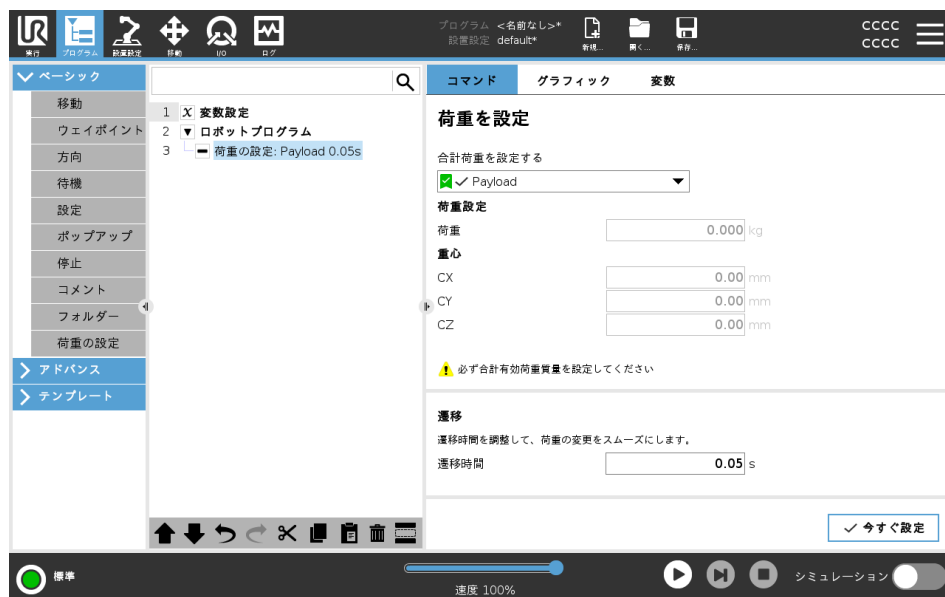 プログラム <名前なし>*
設置設定 default*
CCCC
CCCC
実行 プログラム 設置設定 移動 I/O ログ
新規... 開く... 保存...
ベーシック
移動
ウェイポイント
方向
待機
設定
ポップアップ
停止
コメント
フォルダー
荷重の設定
アドバンス
テンプレート
1 X 変数設定
2 ロボットプログラム
3 荷重の設定: Payload 0.05s
コマンド グラフィック 変数
荷重を設定
合計荷重を設定する
Payload
荷重設定
荷重 0.000 kg
重心
CX 0.00 mm
CY 0.00 mm
CZ 0.00 mm
必ず合計有効荷重質量を設定してください
遷移
遷移時間を調整して、荷重の変更をスムーズにします。
遷移時間 0.05 s
今すぐ設定
標準
速度 100%
シミュレーション